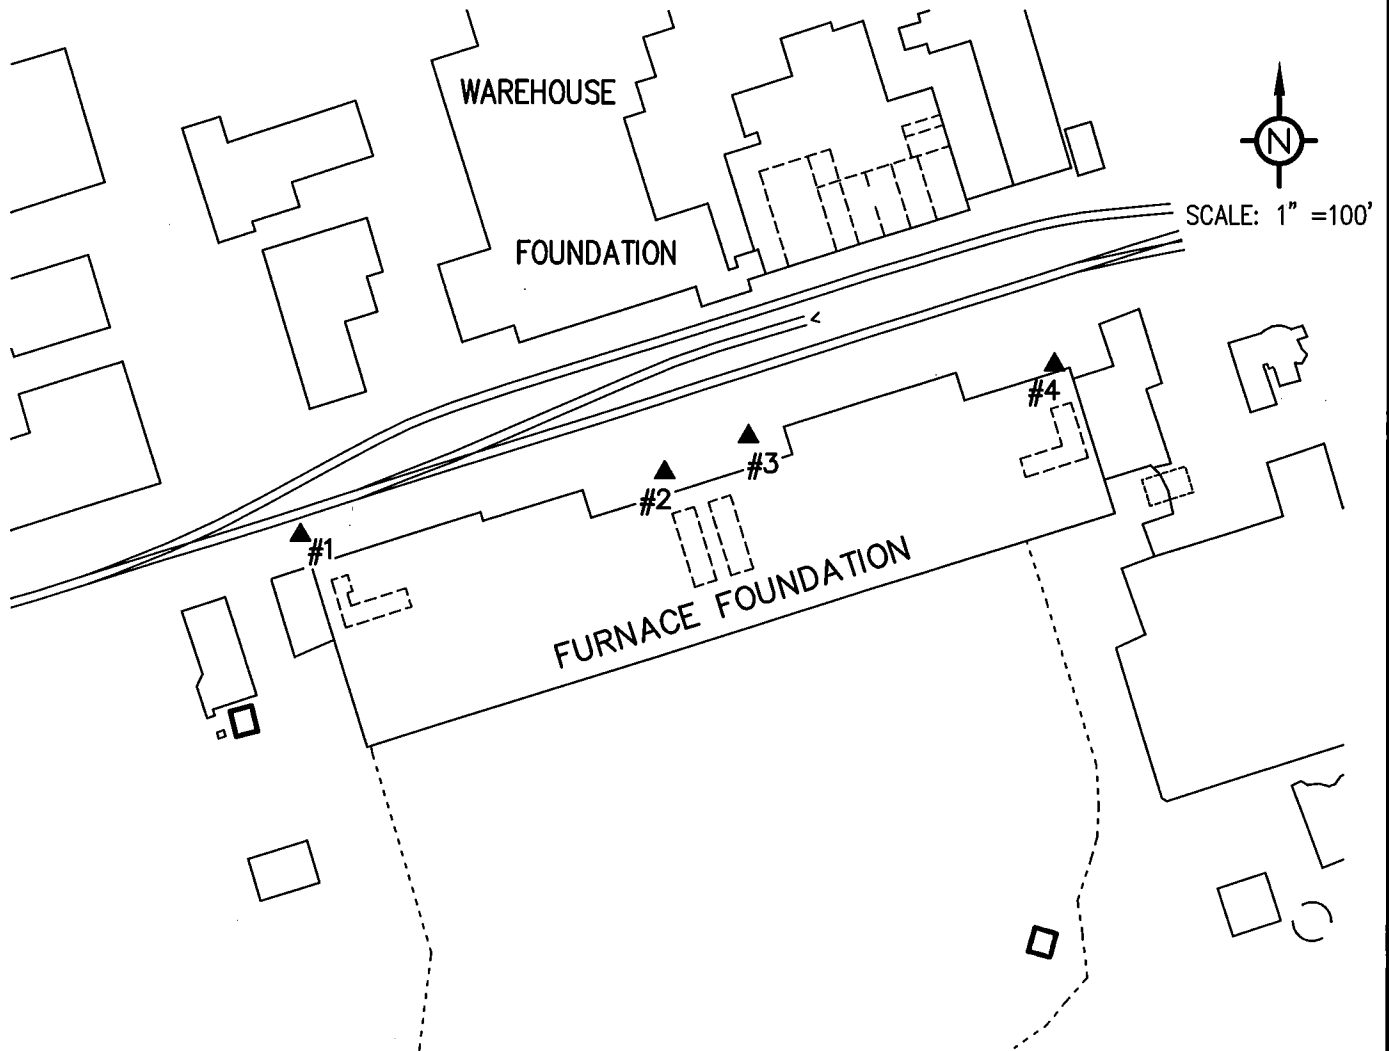 WAREHOUSE
N
SCALE: 1" =100'
FOUNDATION
#4
#3
#2
#1
FURNACE FOUNDATION